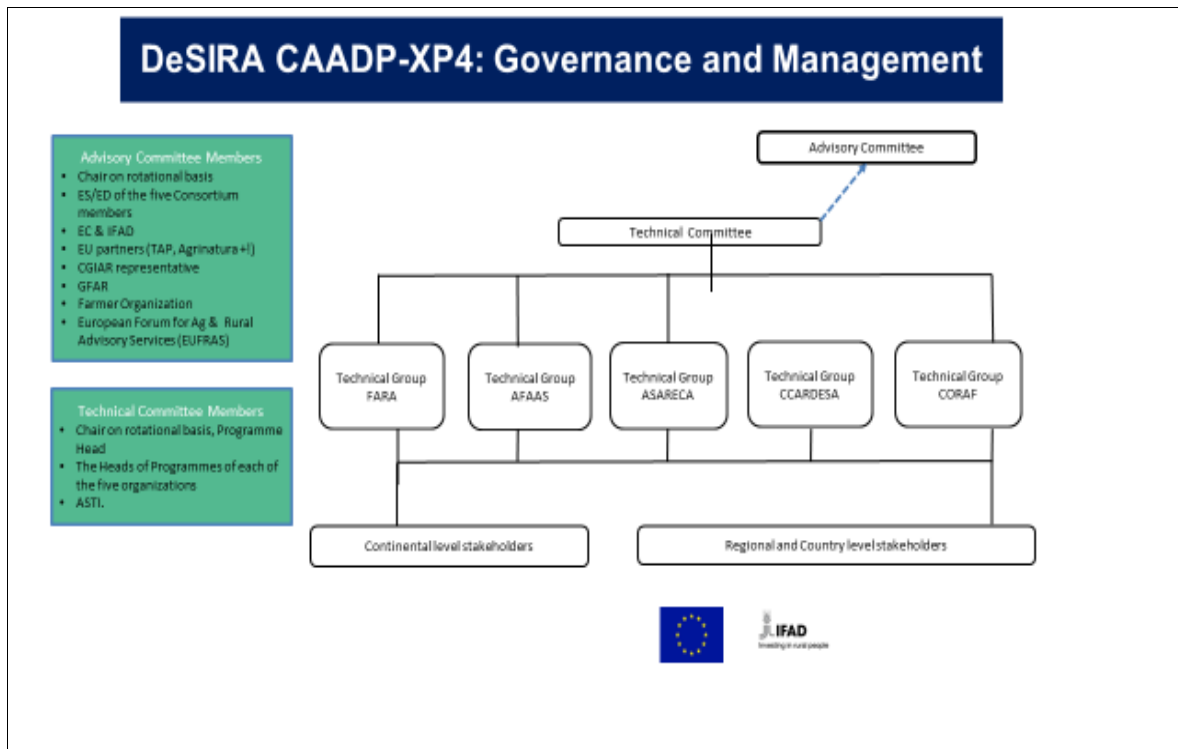 DeSIRA CAADP-XP4: Governance and Management
Advisory Committee Members
• Chair on rotational basis
• ES/ED of the five Consortium
members
• EC & IFAD
• EU partners (TAP, Agrinatura +!)
• CGIAR representative
• GFAR
• Farmer Organization
• European Forum for Ag & Rural
Advisory Services (EUFRAS)
Technical Committee Members
• Chair on rotational basis, Programme
Head
• The Heads of Programmes of each of
the five organizations
• ASTI.
Advisory Committee
Technical Committee
Technical Group
FARA
Technical Group
AFAAS
Technical Group
ASARECA
Technical Group
CCARDESA
Technical Group
CORAF
Continental level stakeholders
Regional and Country level stakeholders
IFAD
Investing in rural people